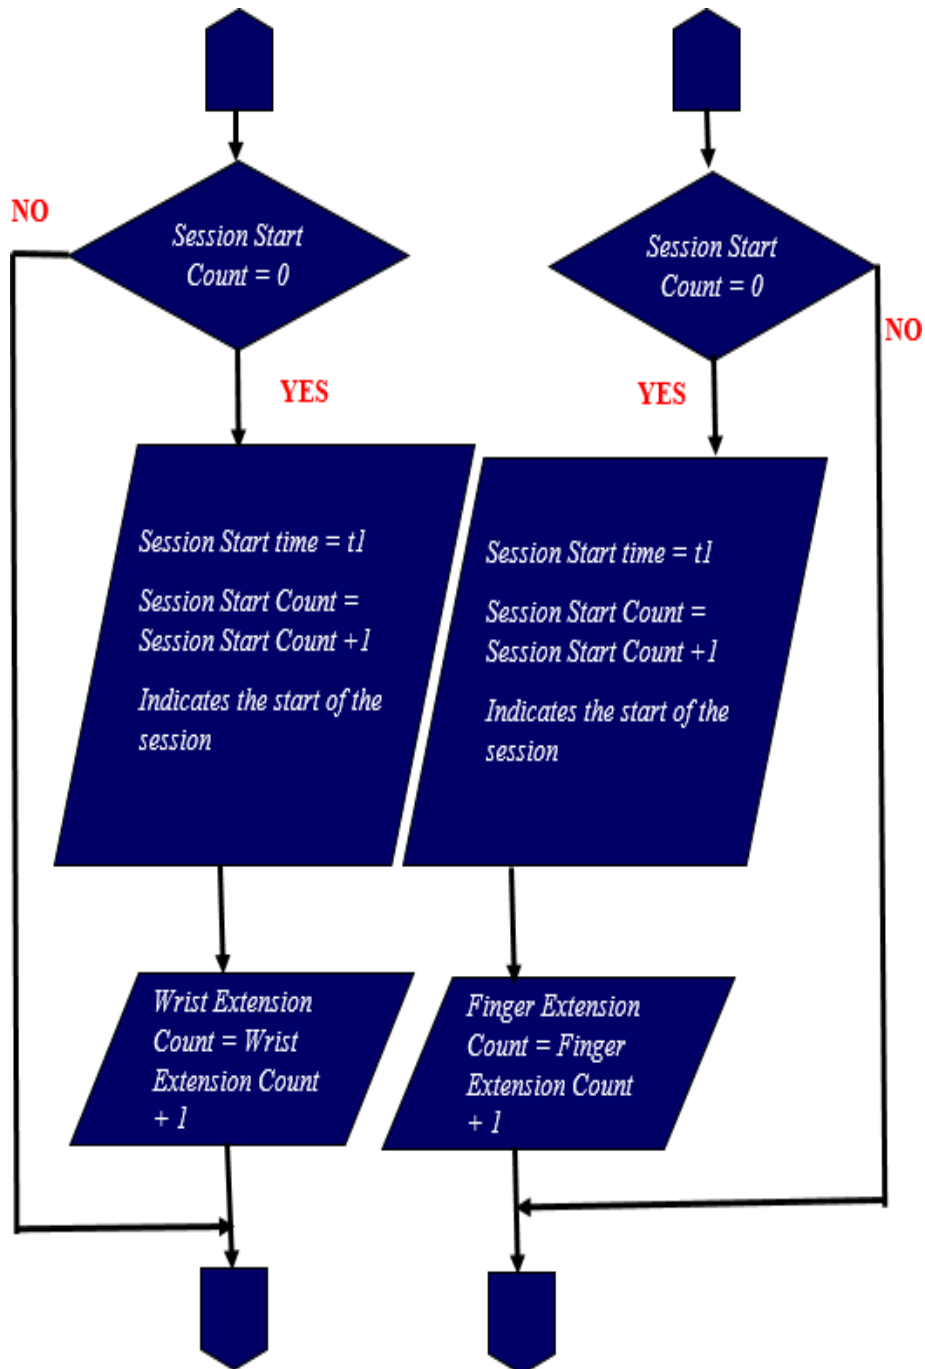 NO
Session Start
Count = 0
YES
Session Start time = t1
Session Start Count =
Session Start Count +1
Indicates the start of the
session
Wrist Extension
Count = Wrist
Extension Count
+ 1
Session Start
Count = 0
NO
YES
Session Start time = t1
Session Start Count =
Session Start Count +1
Indicates the start of the
session
Finger Extension
Count = Finger
Extension Count
+ 1